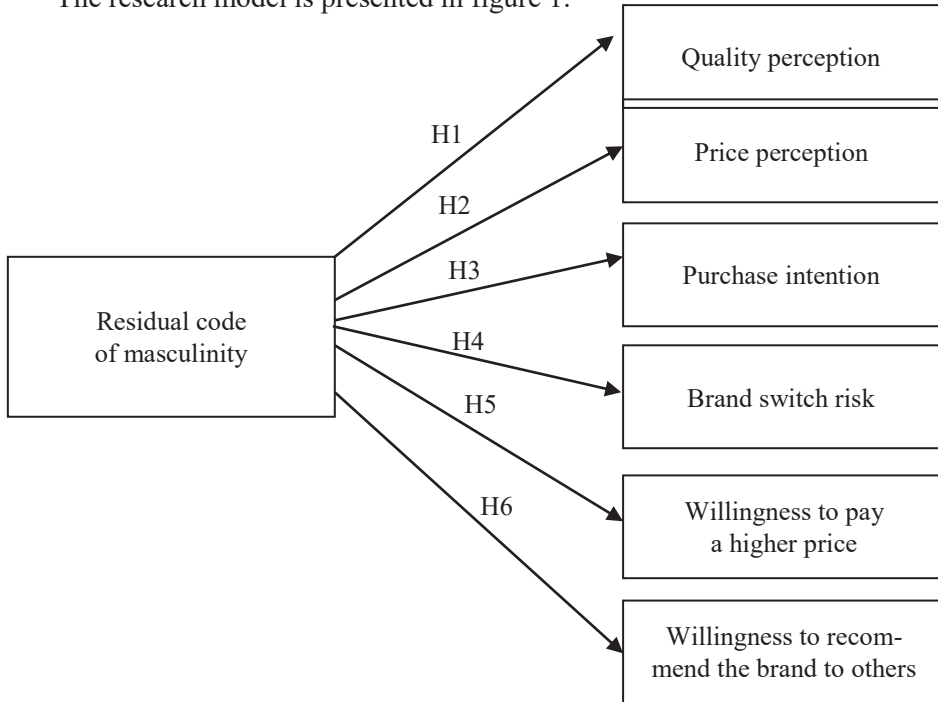 The research model is presented in figure 1.
Quality perception
H1
Price perception
H2
H3
Purchase intention
Residual code
of masculinity
H4
Brand switch risk
H5
Willingness to pay
a higher price
H6
Willingness to recom-
mend the brand to others